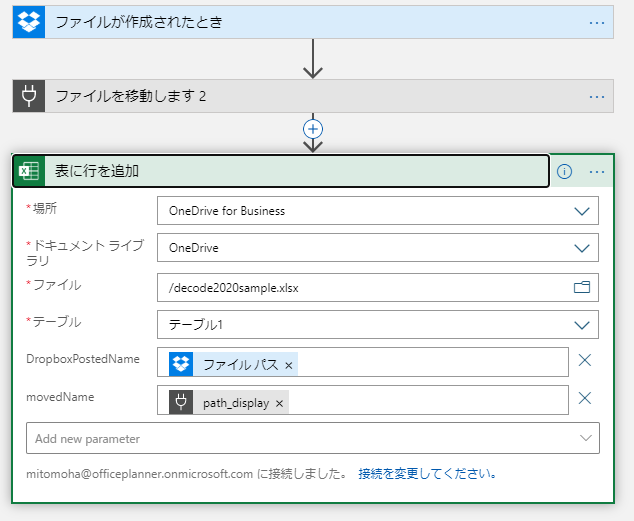 ファイルが作成されたとき
ファイルを移動します 2
表に行を追加
*場所
OneDrive for Business
*ドキュメント ライブ
ラリ
OneDrive
*ファイル
/decode2020sample.xlsx
*テーブル
テーブル1
DropboxPostedName
ファイル パス ×
movedName
path_display ×
Add new parameter
mitomoha@officeplanner.onmicrosoft.com に接続しました。 接続を変更してください。